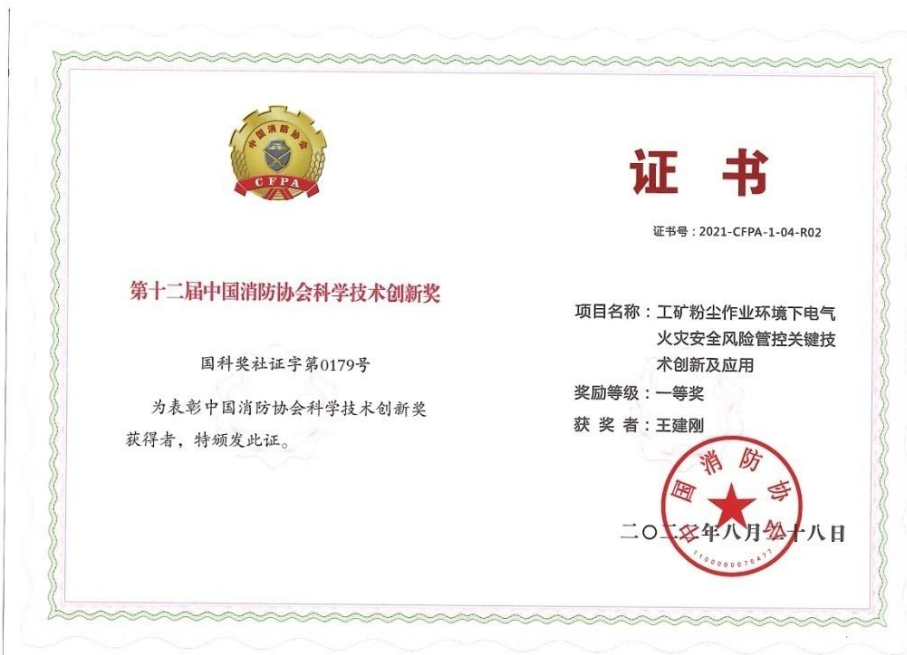 中国消防协会
CFPA
第十二届中国消防协会科学技术创新奖
国科奖社证字第0179号
为表彰中国消防协会科学技术创新奖
获得者，特颁发此证。
证 书
证书号：2021-CFPA-1-04-R02
项目名称：工矿粉尘作业环境下电气
火灾安全风险管控关键技
术创新及应用
奖励等级：一等奖
获 奖 者：王建刚
中国消防协会
二〇二一年八月二十八日
1100000070477